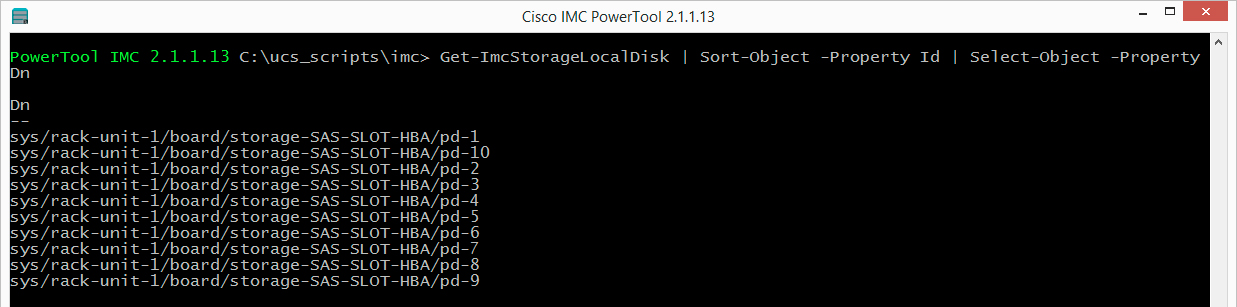 Cisco IMC PowerTool 2.1.1.13
PowerTool IMC 2.1.1.13 C:\ucs_scripts\imc> Get-ImcStorageLocalDisk | Sort-Object -Property Id | Select-Object -Property
Dn
Dn
--
sys/rack-unit-1/board/storage-SAS-SLOT-HBA/pd-1
sys/rack-unit-1/board/storage-SAS-SLOT-HBA/pd-10
sys/rack-unit-1/board/storage-SAS-SLOT-HBA/pd-2
sys/rack-unit-1/board/storage-SAS-SLOT-HBA/pd-3
sys/rack-unit-1/board/storage-SAS-SLOT-HBA/pd-4
sys/rack-unit-1/board/storage-SAS-SLOT-HBA/pd-5
sys/rack-unit-1/board/storage-SAS-SLOT-HBA/pd-6
sys/rack-unit-1/board/storage-SAS-SLOT-HBA/pd-7
sys/rack-unit-1/board/storage-SAS-SLOT-HBA/pd-8
sys/rack-unit-1/board/storage-SAS-SLOT-HBA/pd-9